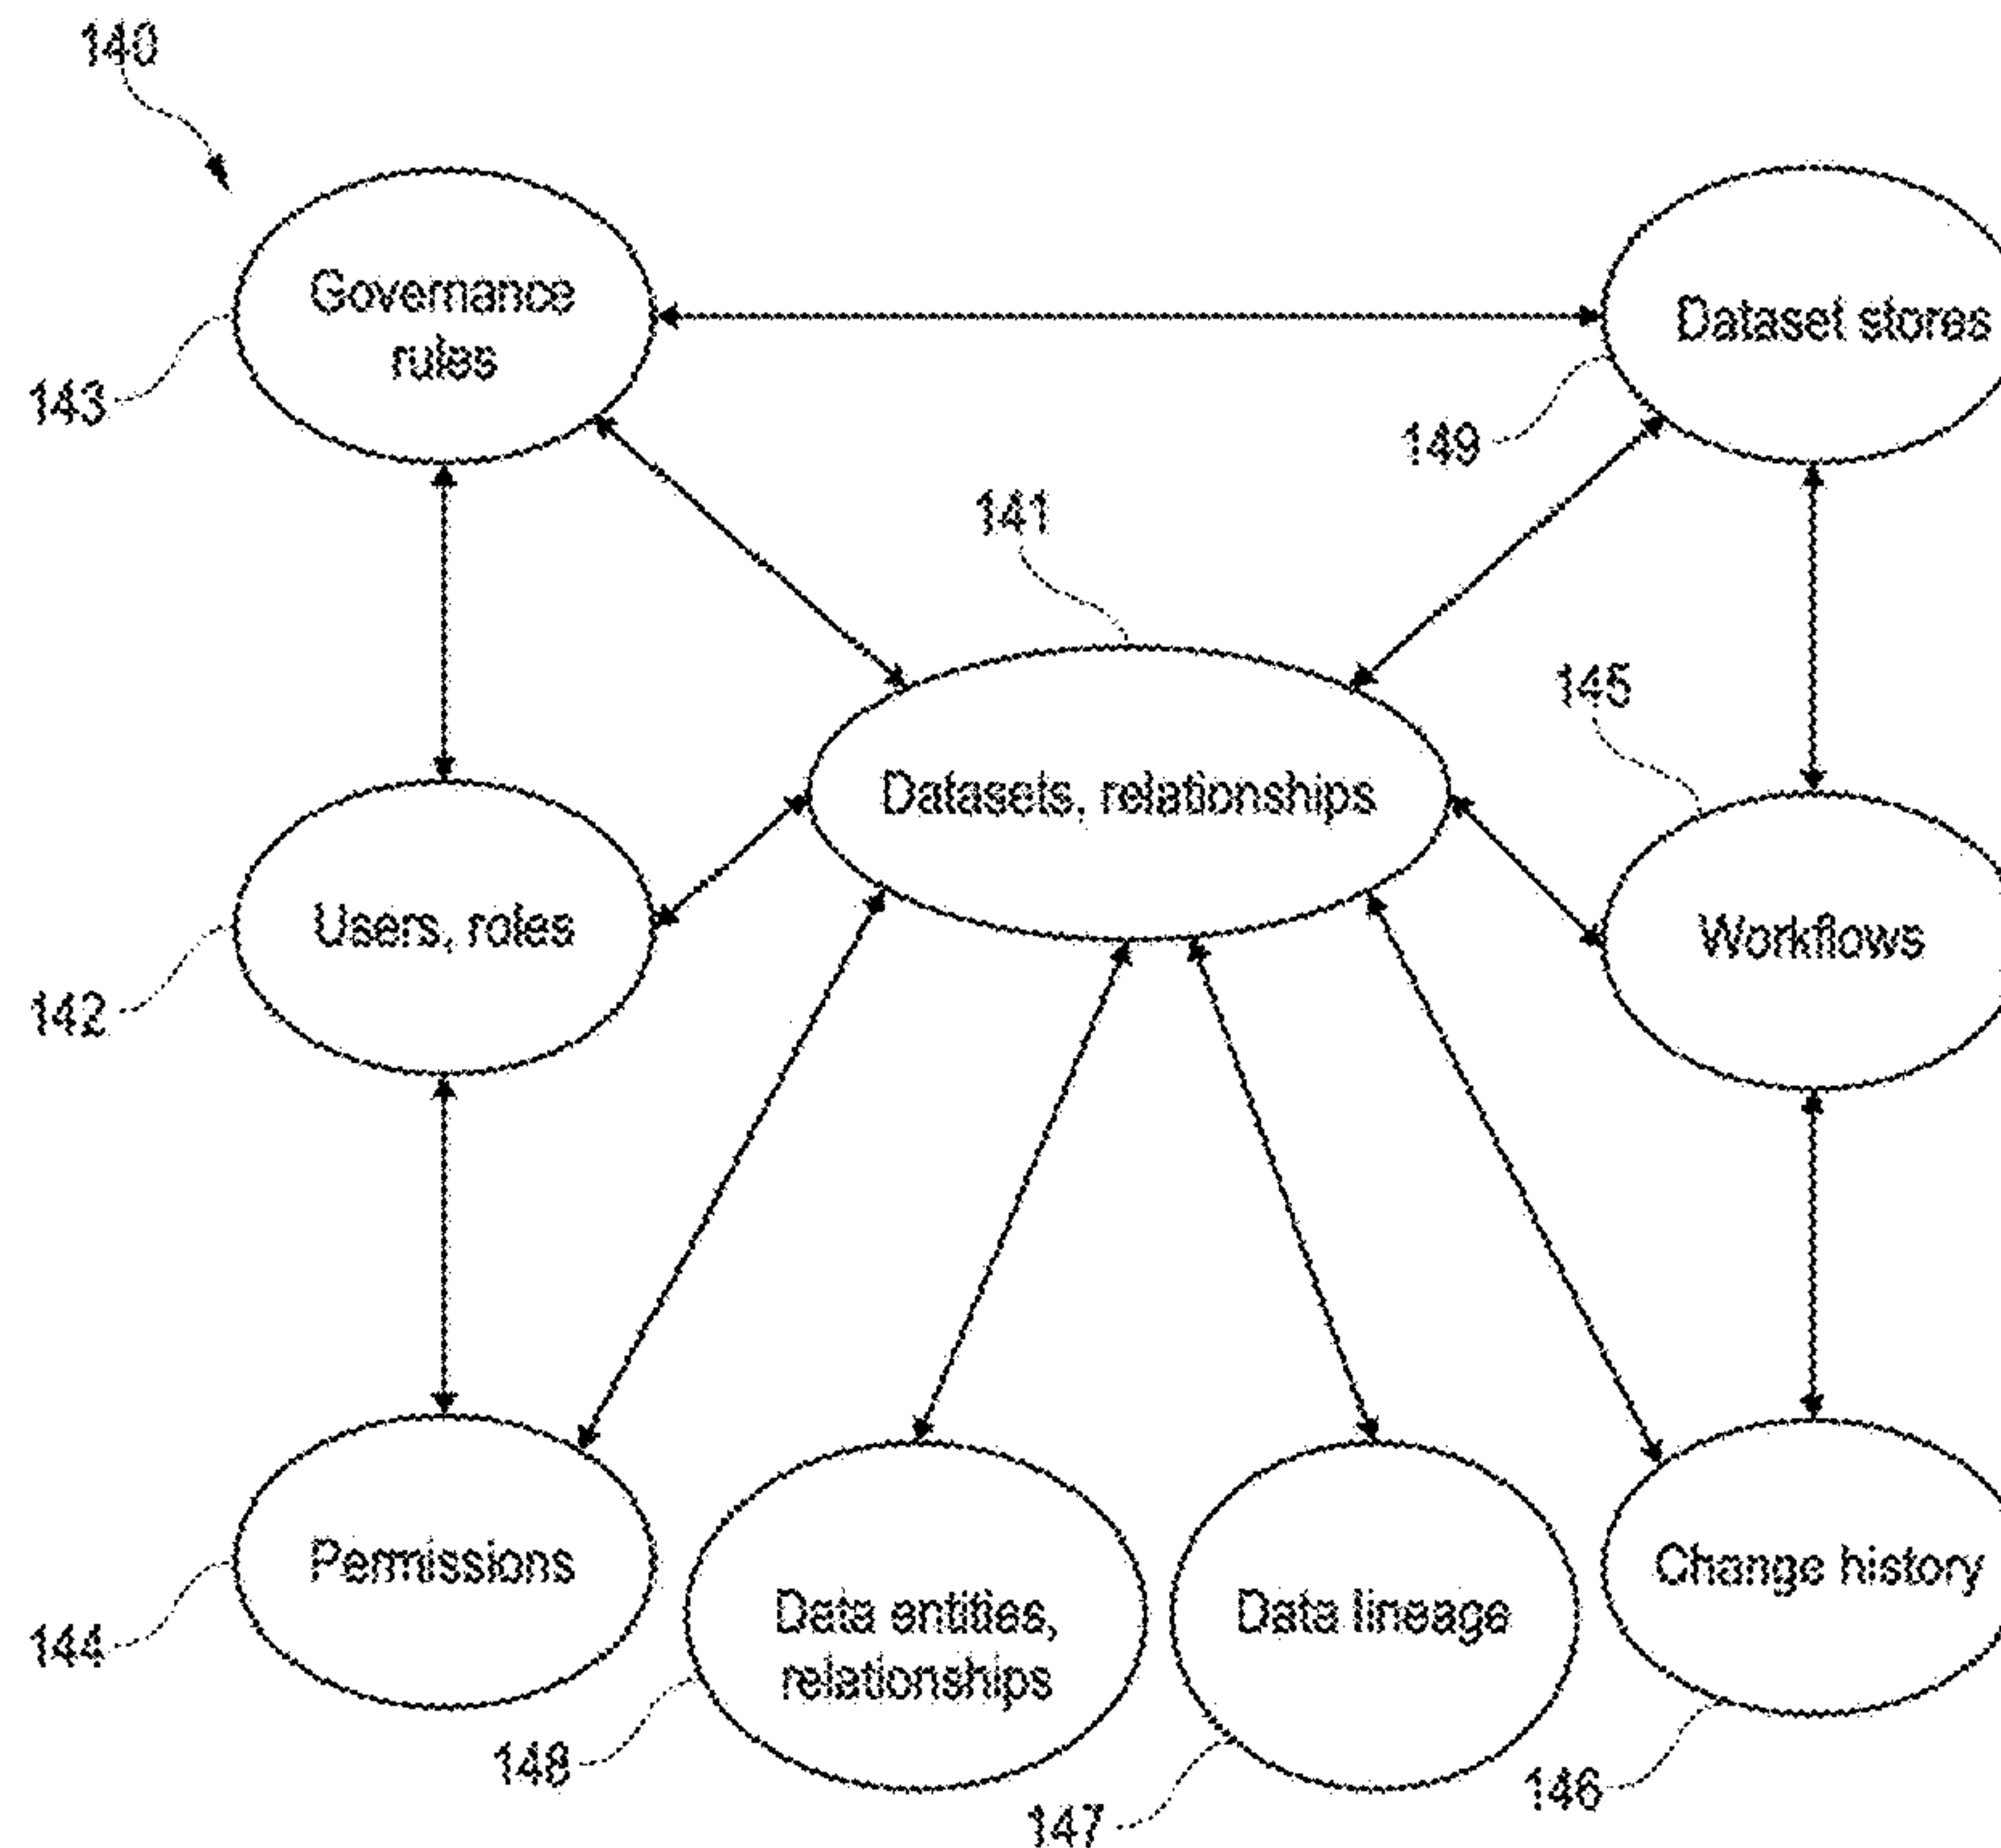 140
Governance
rules
Dataset stores
143
149
141
145
Datasets, relationships
Users, roles
Workflows
142
Permissions
Data entities,
relationships
Data lineage
Change history
144
148
147
146